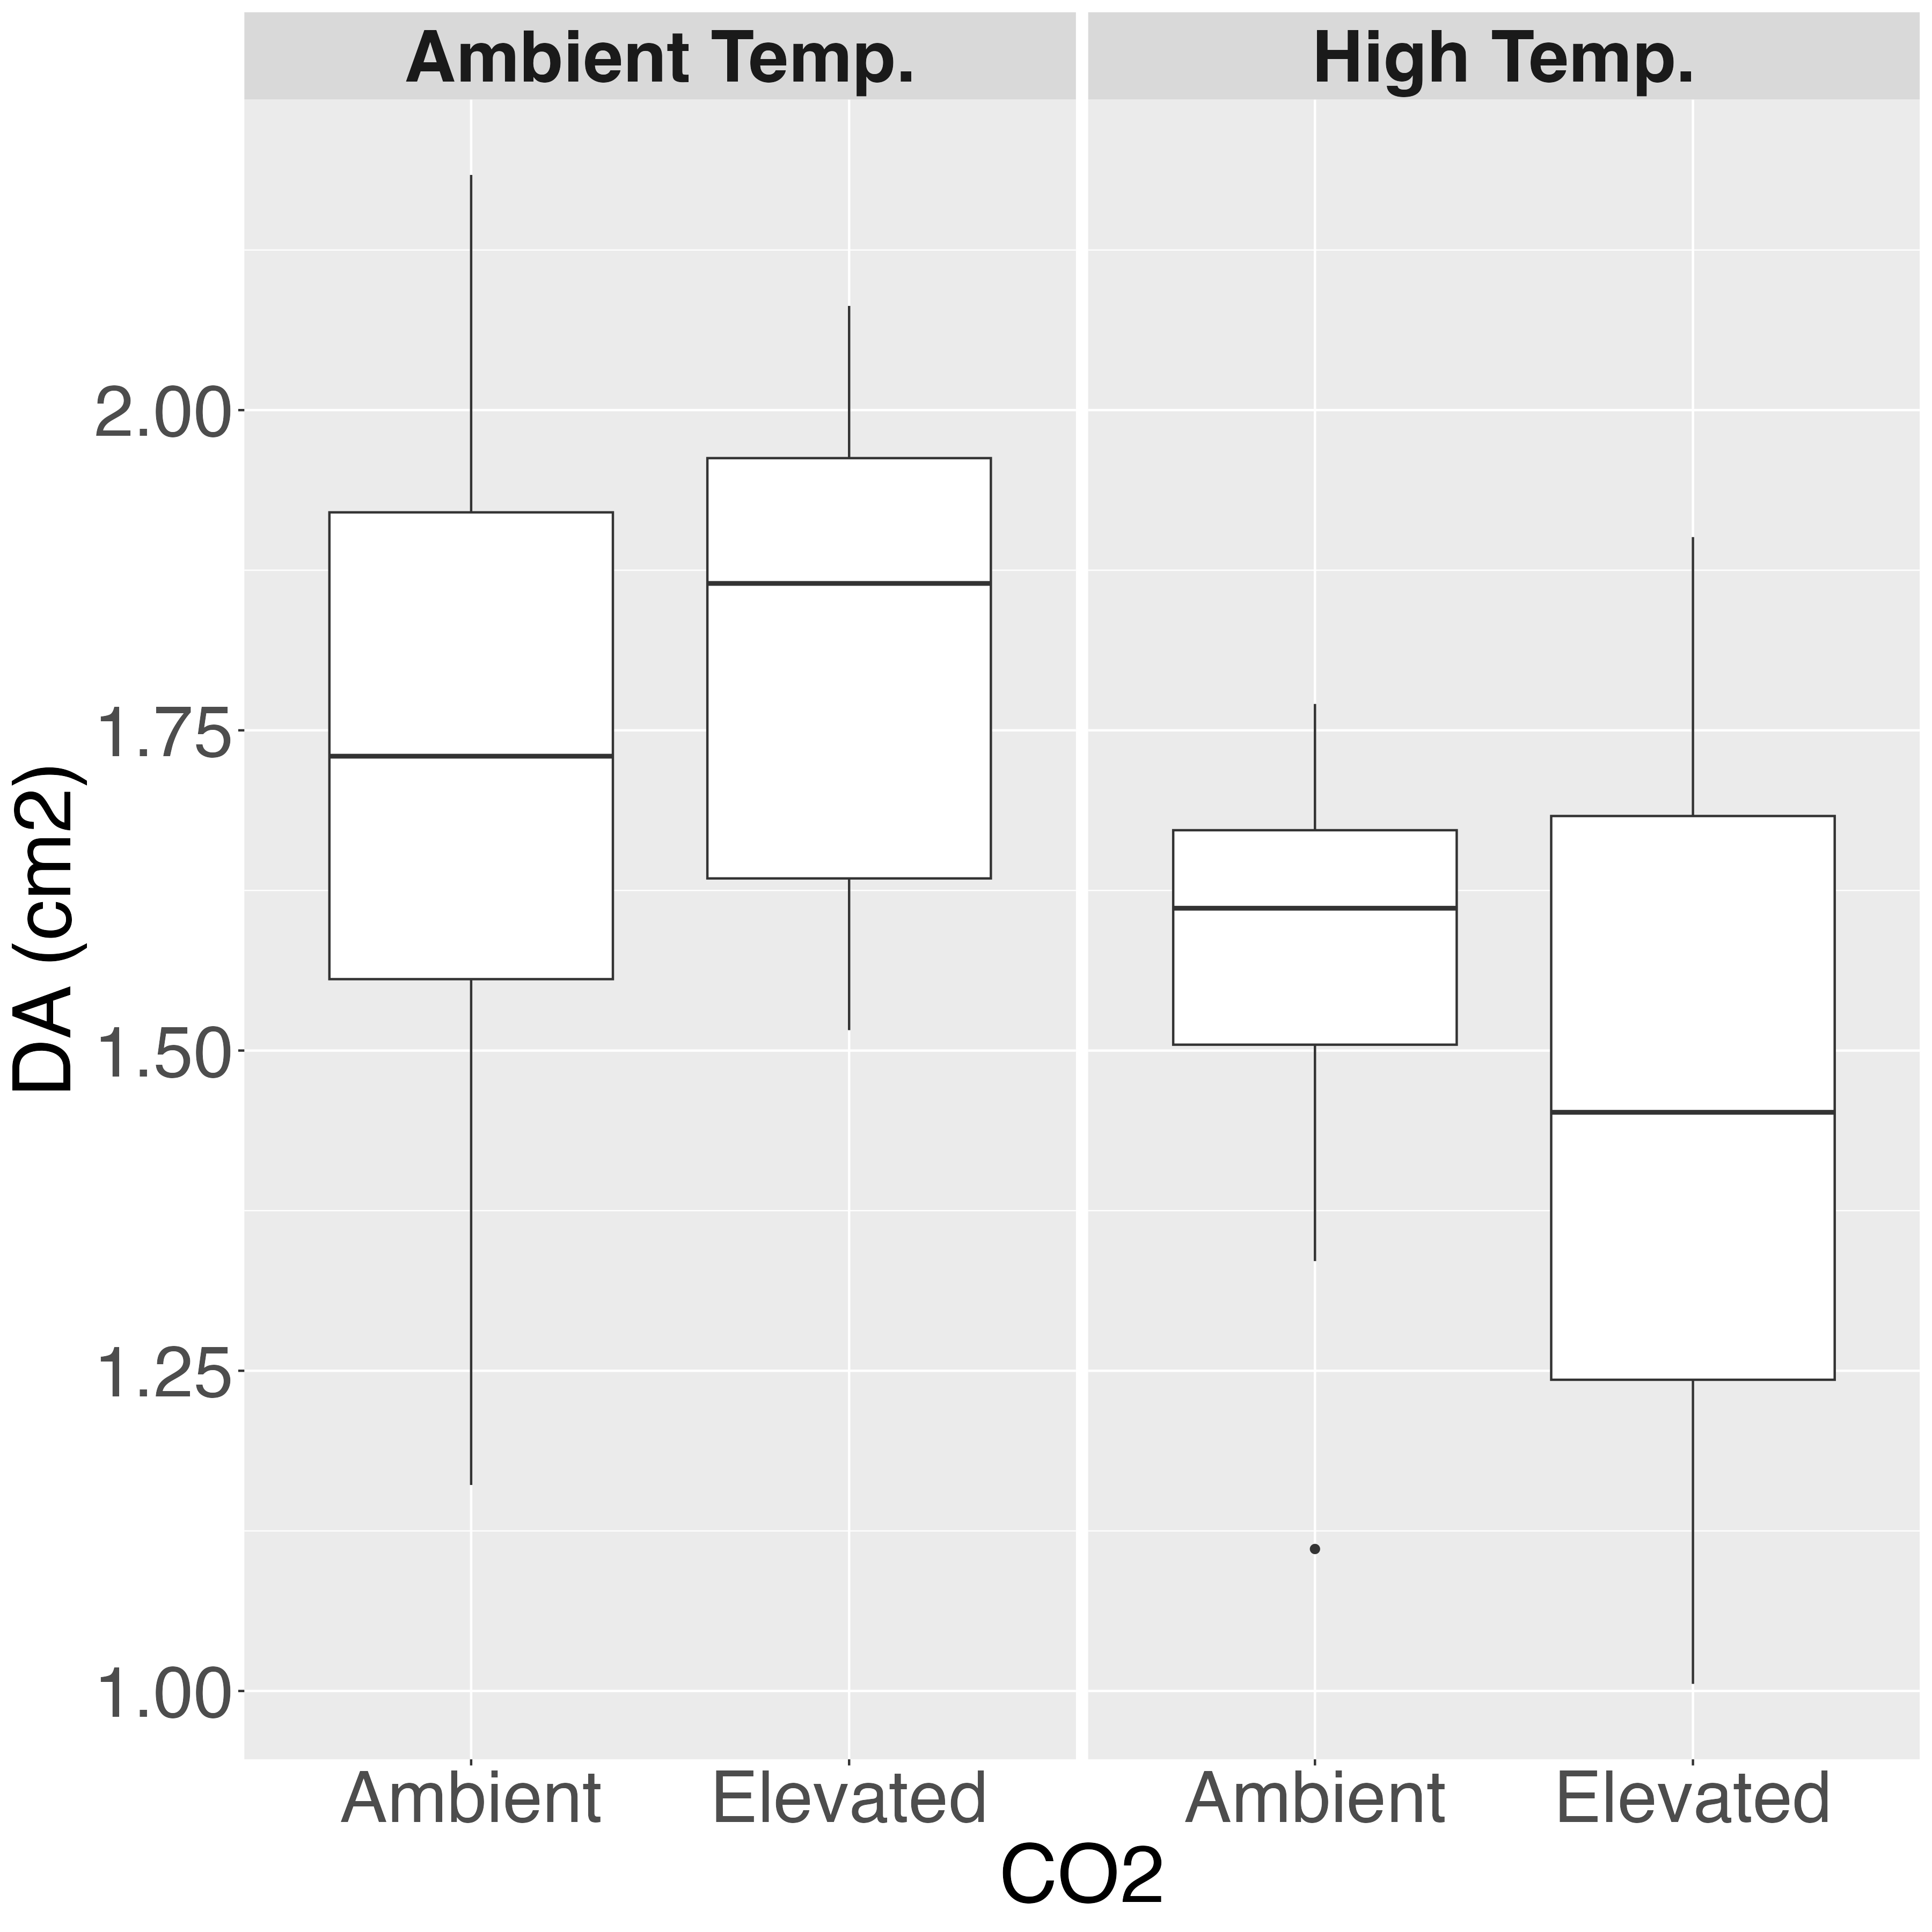 Ambient Temp. High Temp.
DA (cm2)
2.00
1.75
1.50
1.25
1.00
Ambient Elevated Ambient Elevated
CO2